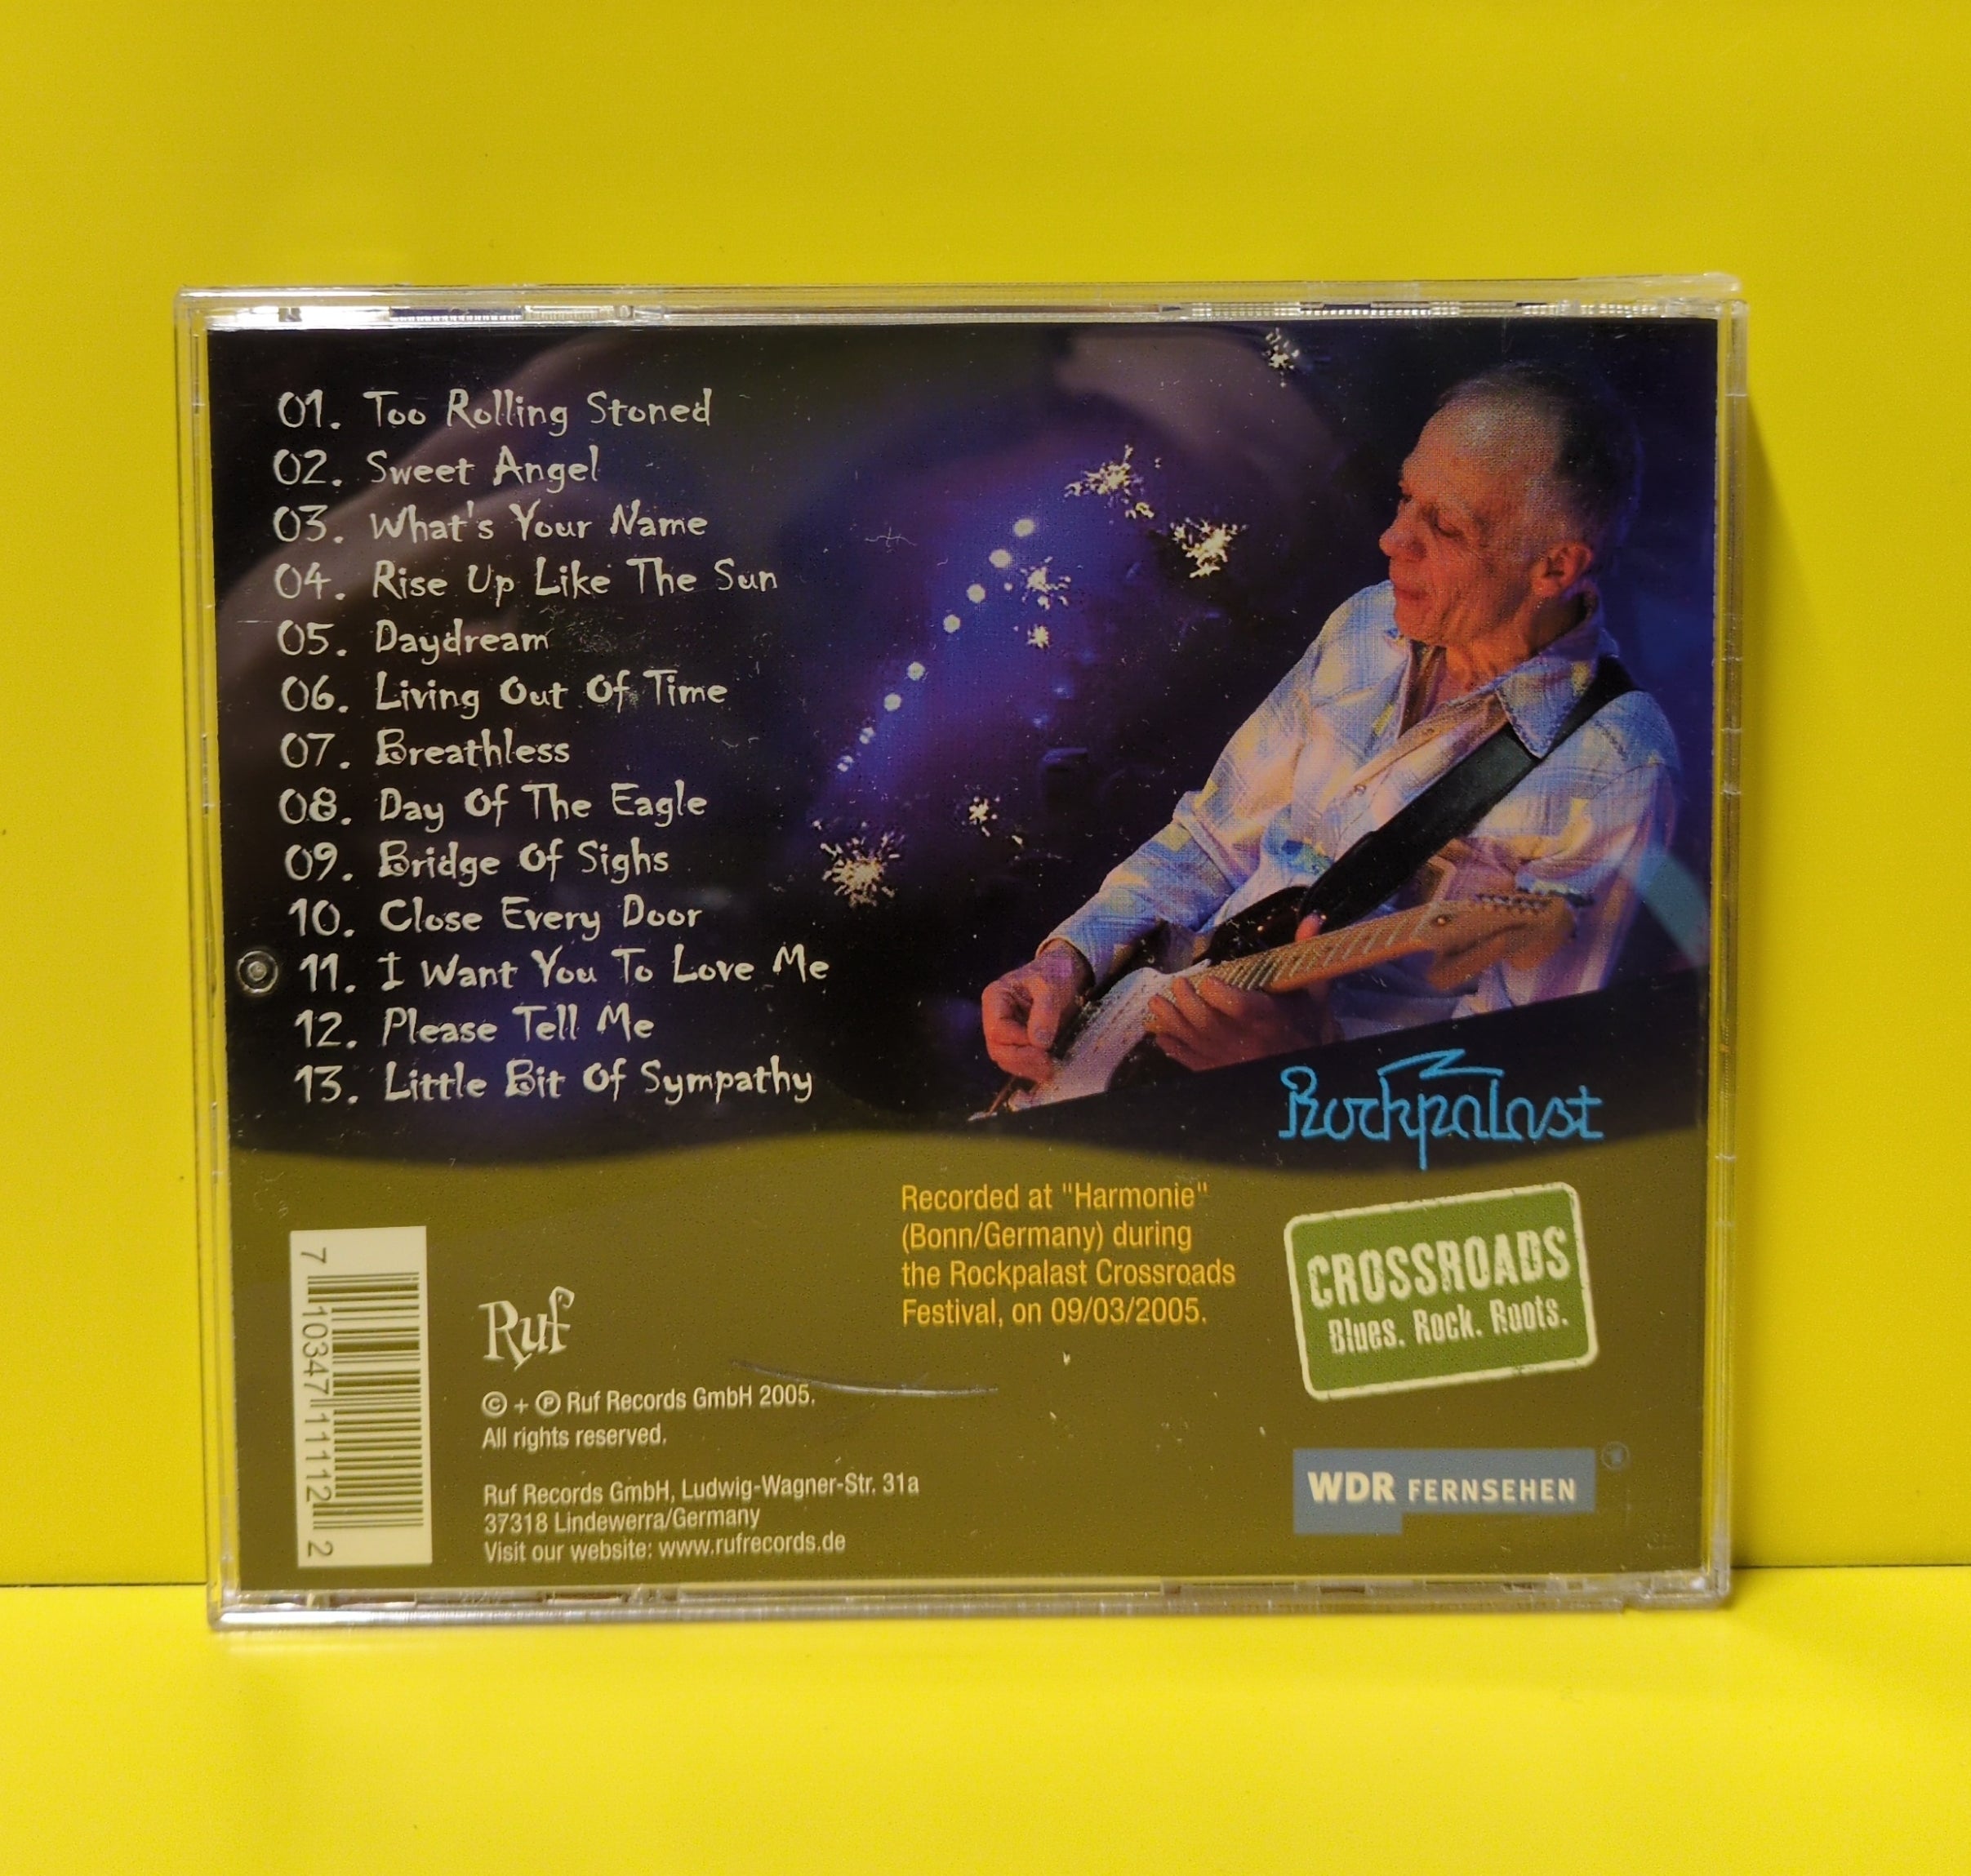 01. Too Rolling Stoned
02. Sweet Angel
03. What's Your Name
04. Rise Up Like The Sun
05. Daydream
06. Living Out Of Time
07. Breathless
08. Day Of The Eagle
09. Bridge Of Sighs
10. Close Every Door
11. I Want You To Love Me
12. Please Tell Me
13. Little Bit Of Sympathy
Rockpalast
Recorded at "Harmonie"
(Bonn/Germany) during
the Rockpalast Crossroads
Festival, on 09/03/2005.
CROSSROADS
Blues. Rock. Roots.
7 10347 11112 2
Ruf
© + ℗ Ruf Records GmbH 2005.
All rights reserved.
Ruf Records GmbH, Ludwig-Wagner-Str. 31a
37318 Lindewerra/Germany
Visit our website: www.rufrecords.de
WDR FERNSEHEN